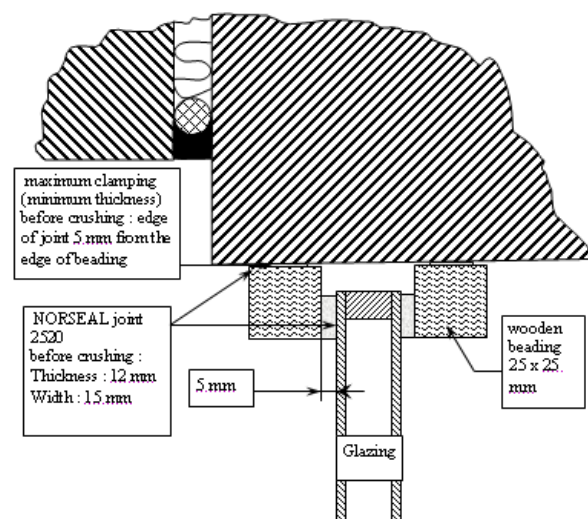 maximum clamping
(minimum thickness)
before crushing : edge
of joint 5 mm from the
edge of beading
NORSEAL joint
2520
before crushing :
Thickness : 12 mm
Width : 15 mm
5 mm
wooden
beading
25 x 25
mm
Glazing